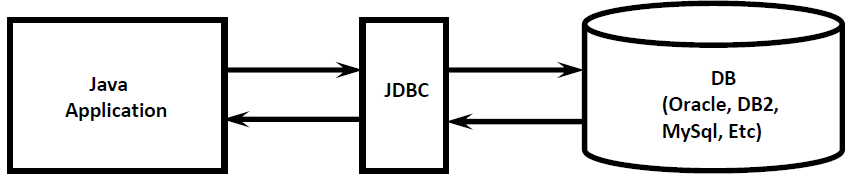 Java
Application
JDBC
DB
(Oracle, DB2,
MySql, Etc)